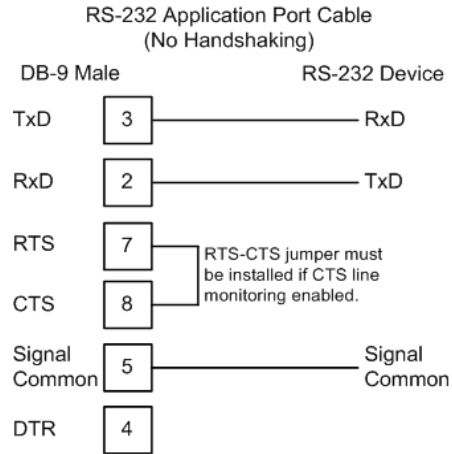 RS-232 Application Port Cable
(No Handshaking)
DB-9 Male
RS-232 Device
TxD
3
RxD
RxD
2
TxD
RTS
7
RTS-CTS jumper must
be installed if CTS line
monitoring enabled.
CTS
8
Signal
Common
5
Signal
Common
DTR
4